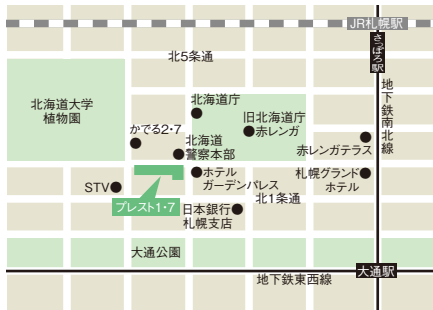 JR札幌駅
さっぽろ駅
北5条通
地下鉄南北線
北海道大学
植物園
北海道庁
かでる2・7
旧北海道庁
赤レンガ
北海道
警察本部
赤レンガテラス
ホテル
ガーデンパレス
札幌グランド
ホテル
STV
北1条通
プレスト1・7
日本銀行
札幌支店
大通公園
大通駅
地下鉄東西線